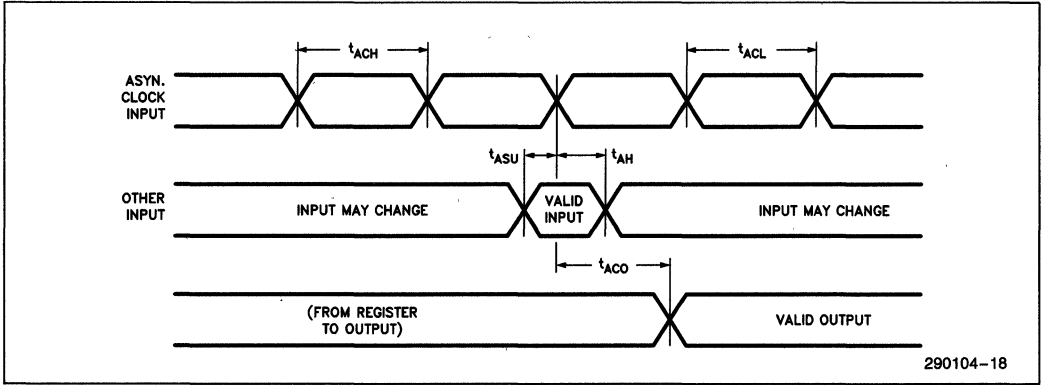 tACH
tACL
ASYN.
CLOCK
INPUT
tASU
tAH
OTHER
INPUT
INPUT MAY CHANGE
VALID
INPUT
INPUT MAY CHANGE
tACO
(FROM REGISTER
TO OUTPUT)
VALID OUTPUT
290104-18